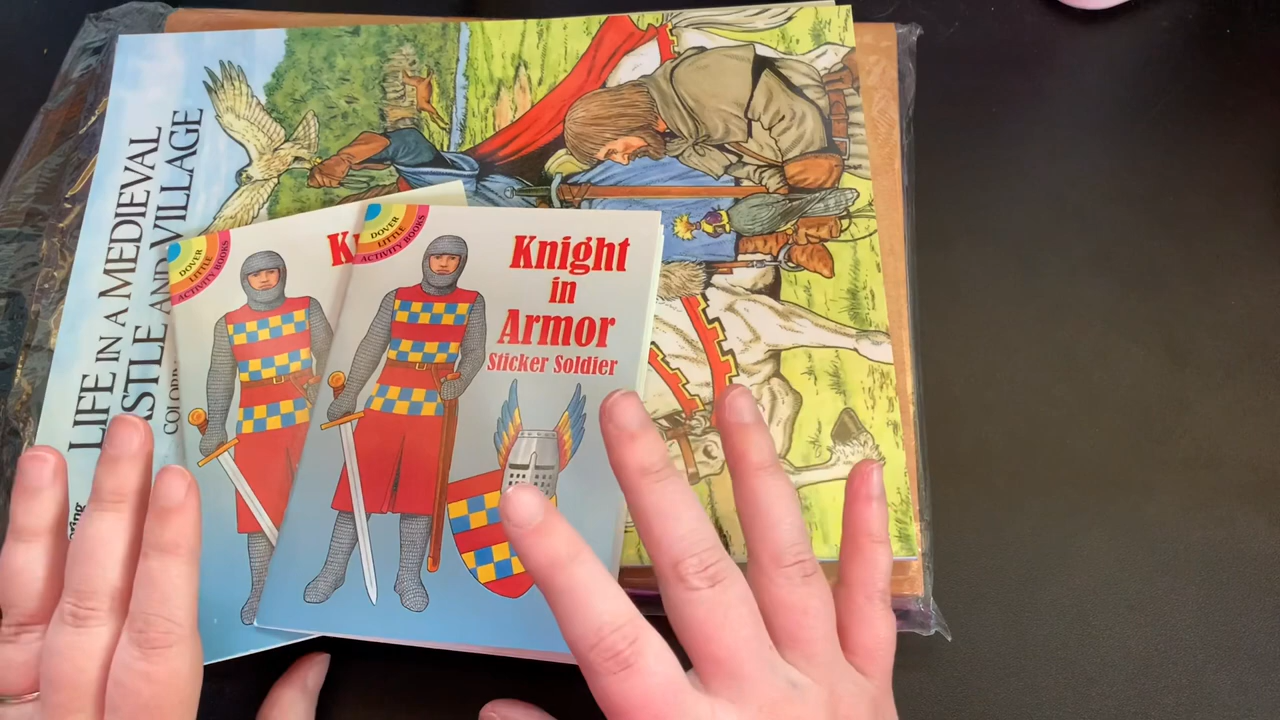 LIFE IN A MEDIEVAL
STLE AND VILLAGE
COLOR
DOVER
LITTLE
ACTIVITY BOOKS
K
DOVER
LITTLE
ACTIVITY BOOKS
Knight
in
Armor
Sticker Soldier